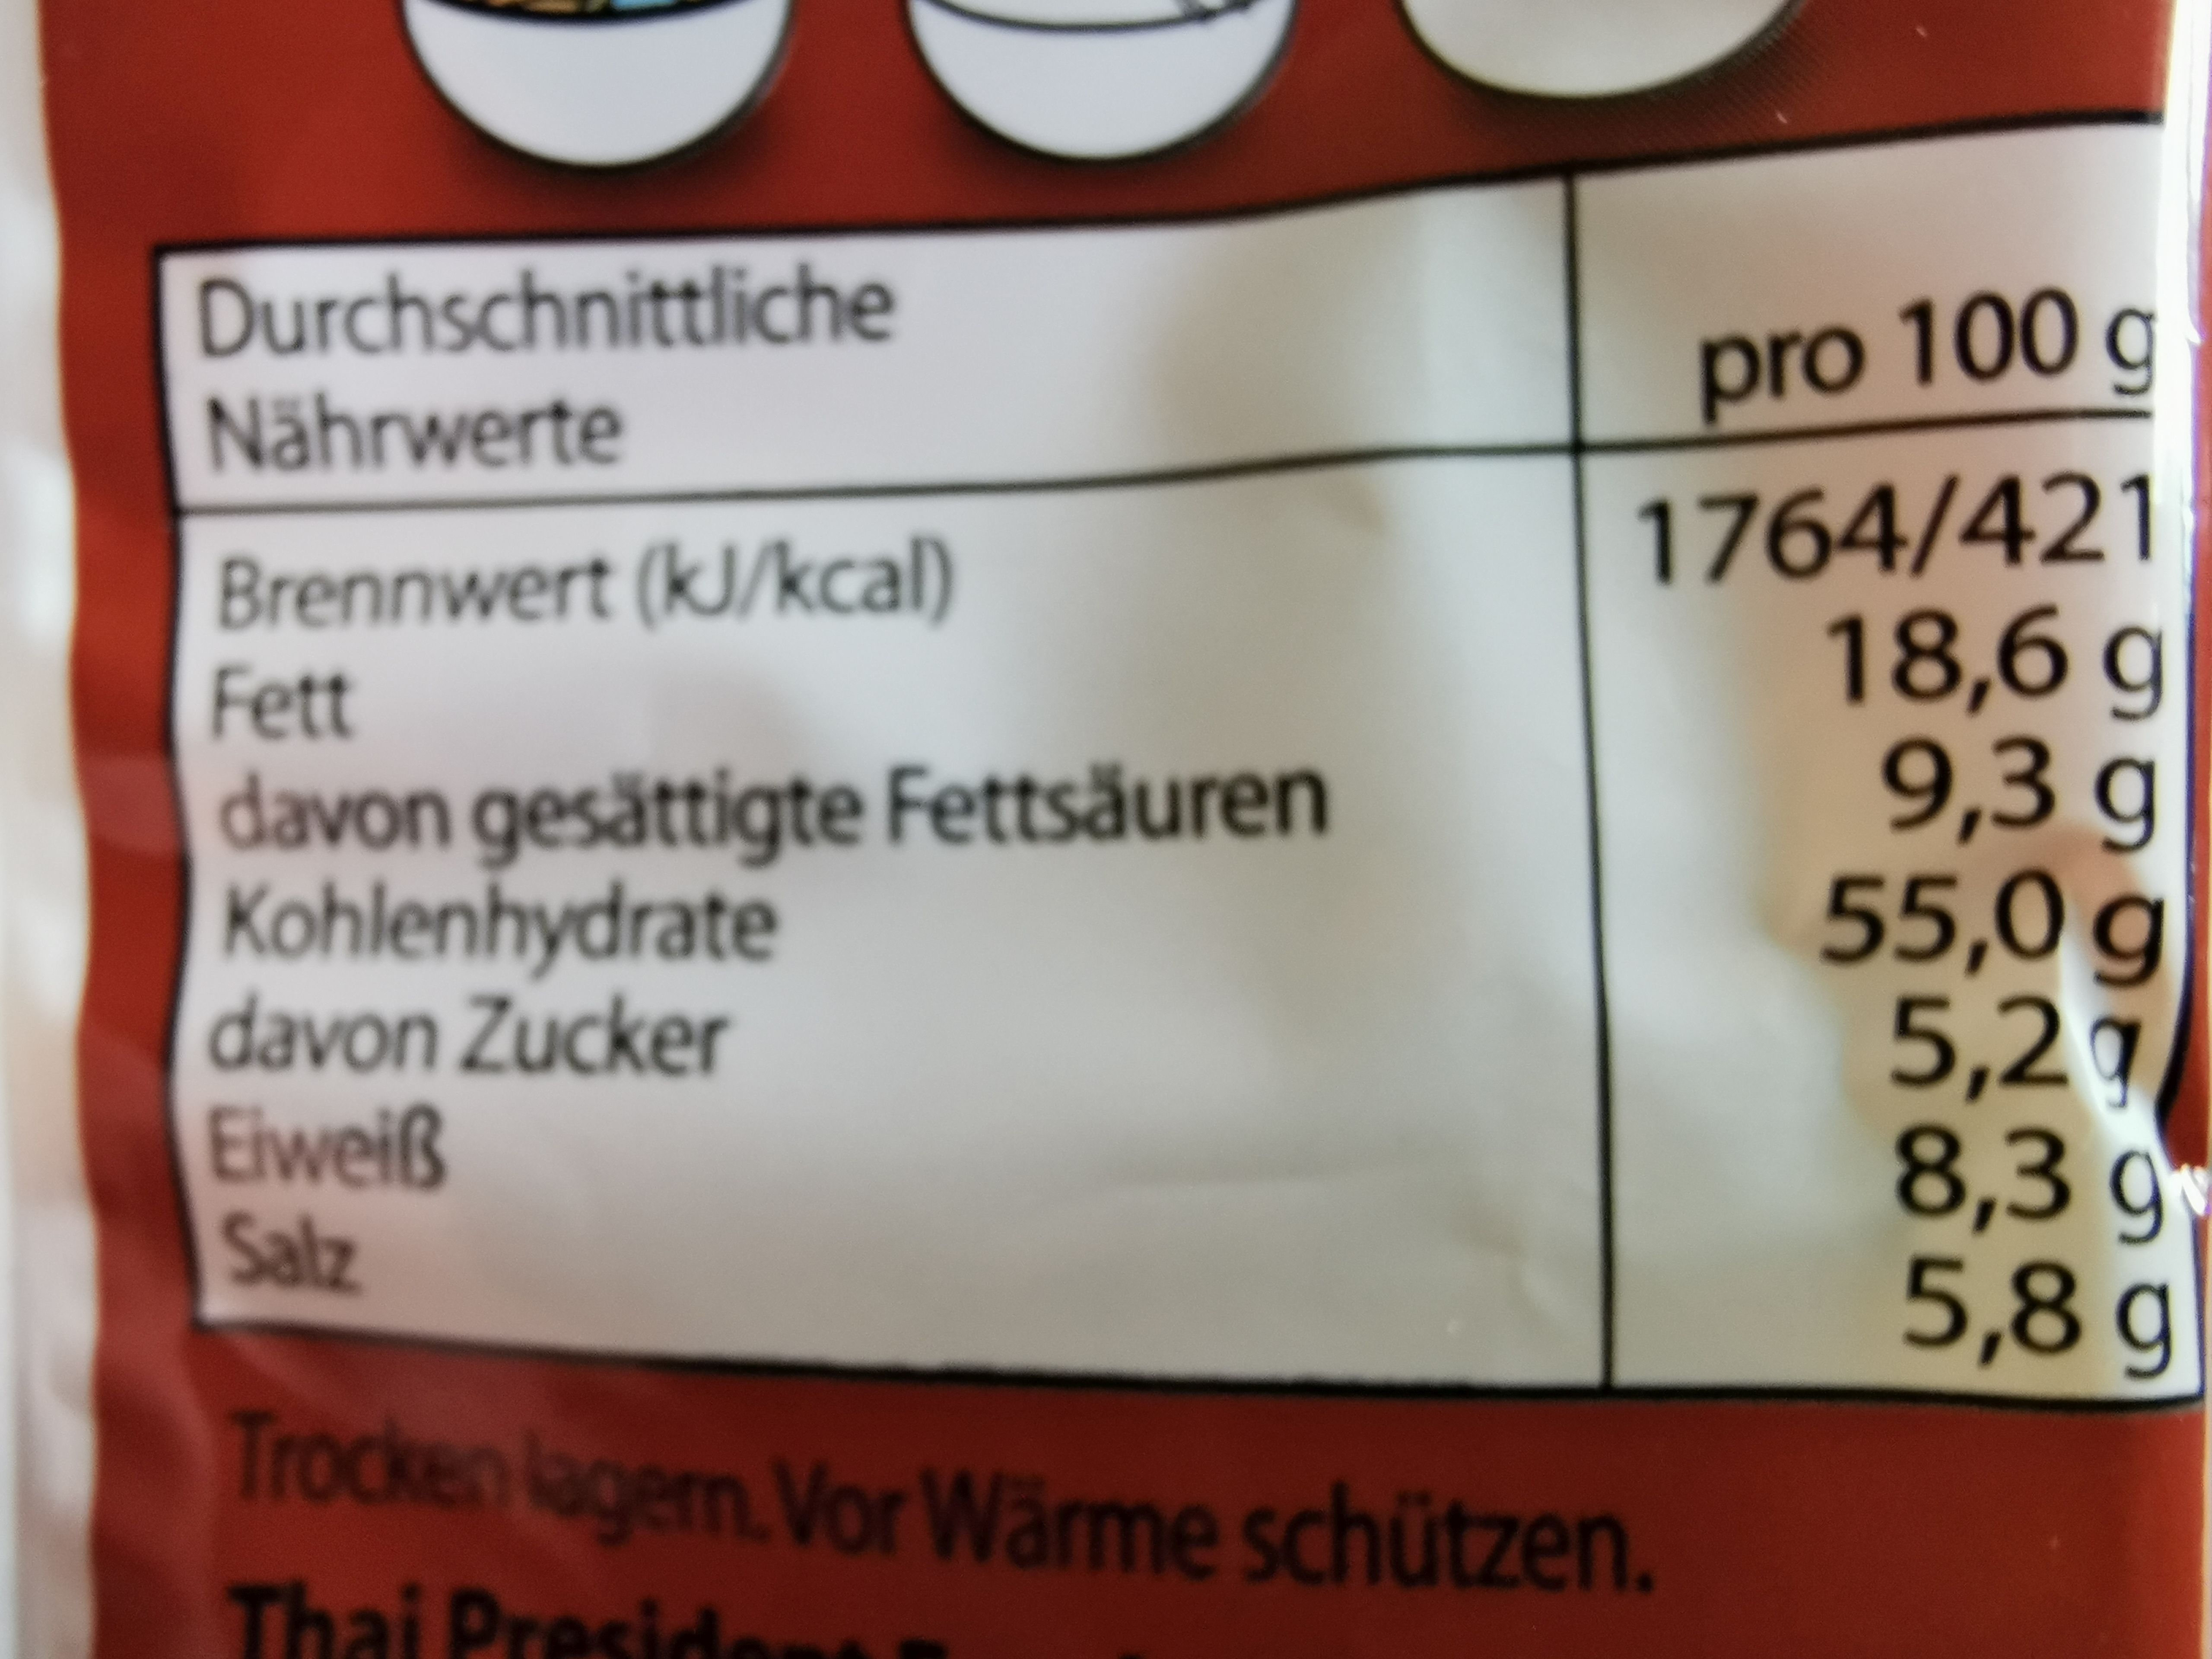 Durchschnittliche
Nährwerte pro 100 g
Brennwert (kJ/kcal) 1764/421
Fett 18,6 g
davon gesättigte Fettsäuren 9,3 g
Kohlenhydrate 55,0 g
davon Zucker 5,2 g
Eiweiß 8,3 g
Salz 5,8 g
Trocken lagern. Vor Wärme schützen.
Thai President